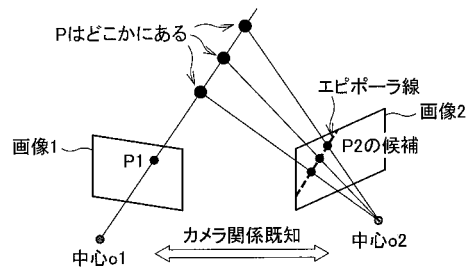 Pはどこかにある
エピポーラ線
画像2
画像1
P1
P2の候補
中心o1
カメラ関係既知
中心o2